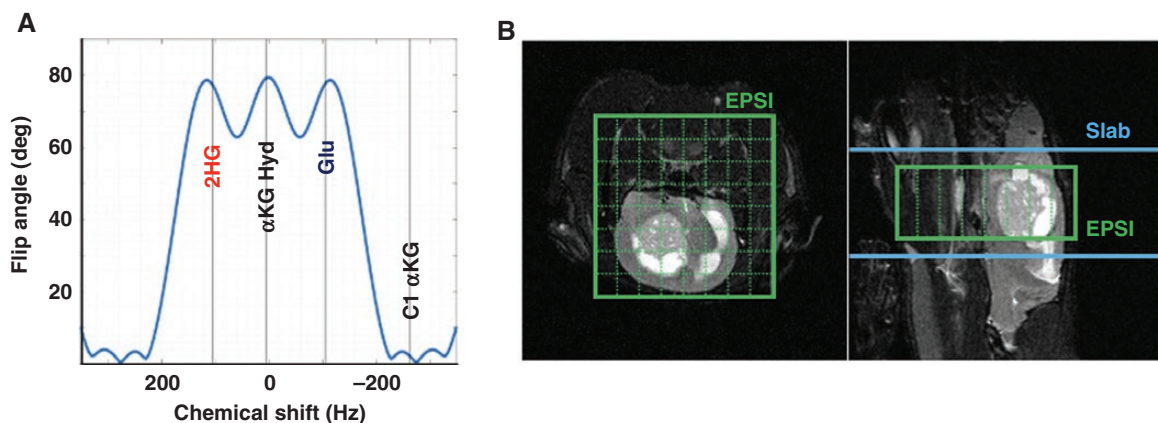 A
Flip angle (deg)
80
60
40
20
2HG
αKG Hyd
Glu
C1 αKG
200
0
−200
Chemical shift (Hz)
B
EPSI
Slab
EPSI